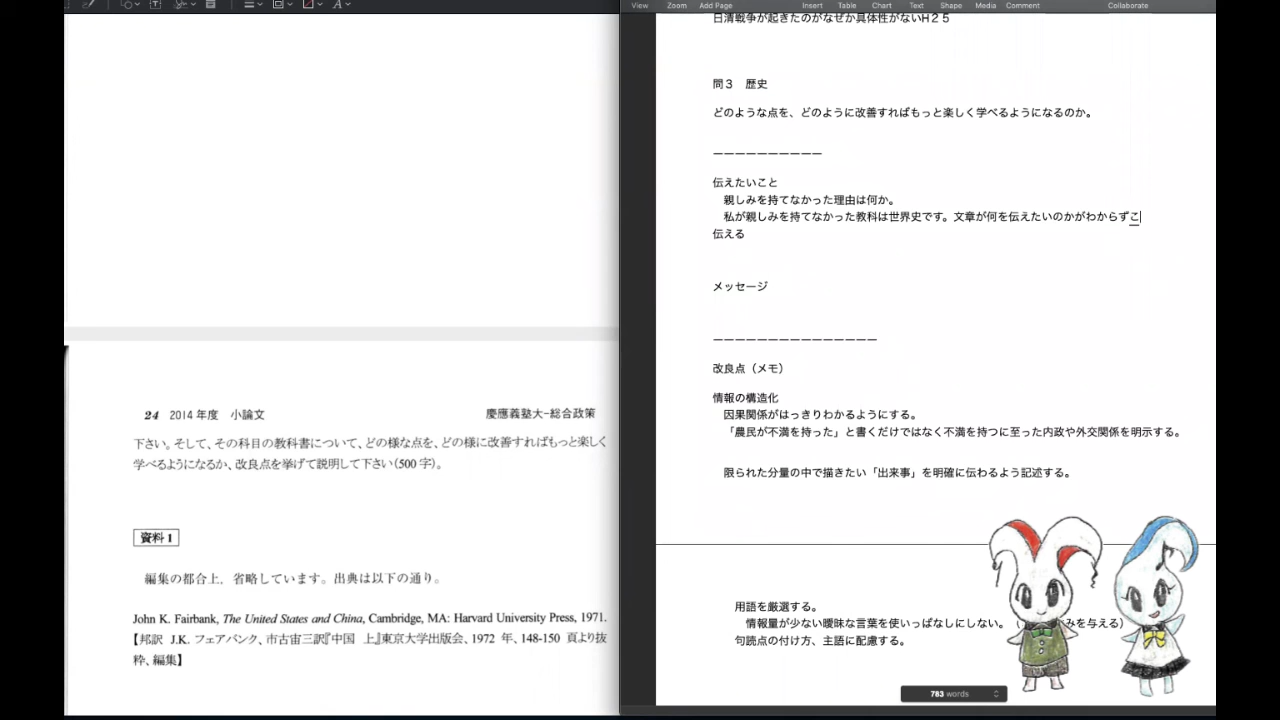 View Zoom Add Page Insert Table Chart Text Shape Media Comment Collaborate
24 2014年度 小論文 慶應義塾大-総合政策
下さい。そして、その科目の教科書について、どの様な点を、どの様に改善すればもっと楽しく
学べるようになるか、改良点を挙げて説明して下さい(500字)。
資料1
編集の都合上、省略しています。出典は以下の通り。
John K. Fairbank, The United States and China, Cambridge, MA: Harvard University Press, 1971.
【邦訳 J.K.フェアバンク、市古宙三訳『中国 上』東京大学出版会、1972年、148-150頁より抜
粋、編集】
日清戦争が起きたのがなぜか具体性がないH25
問3 歴史
どのような点を、どのように改善すればもっと楽しく学べるようになるのか。
ーーーーーーーーーー
伝えたいこと
親しみを持てなかった理由は何か。
私が親しみを持てなかった教科は世界史です。文章が何を伝えたいのかがわからずこ
伝える
メッセージ
ーーーーーーーーーーーーーーー
改良点(メモ)
情報の構造化
因果関係がはっきりわかるようにする。
「農民が不満を持った」と書くだけではなく不満を持つに至った内政や外交関係を明示する。
限られた分量の中で描きたい「出来事」を明確に伝わるよう記述する。
用語を厳選する。
情報量が少ない曖昧な言葉を使いっぱなしにしない。（ みを与える）
句読点の付け方、主語に配慮する。
783 words